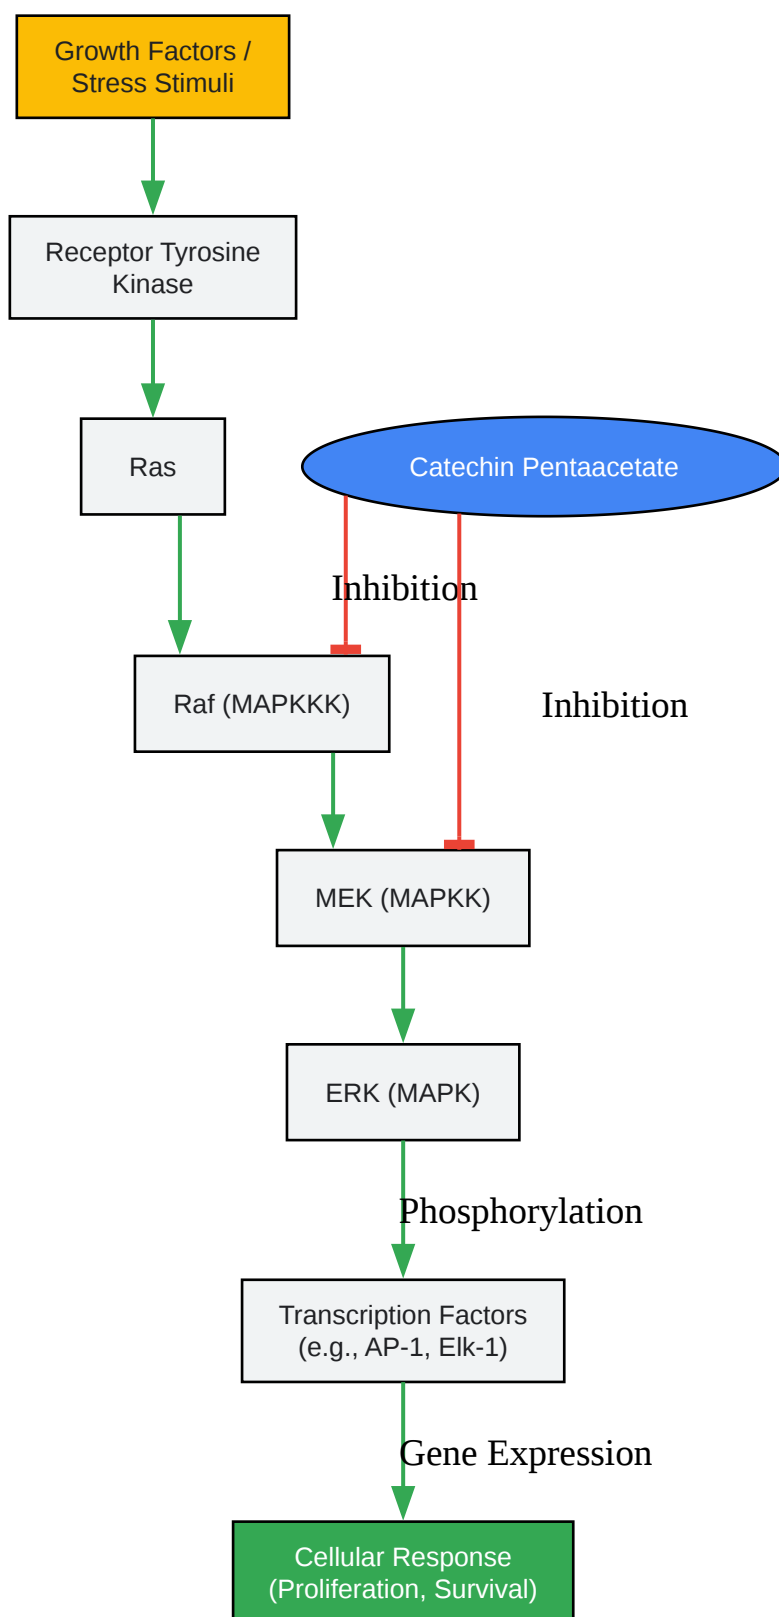 Growth Factors /
Stress Stimuli
Receptor Tyrosine
Kinase
Ras
Catechin Pentaacetate
Inhibition
Raf (MAPKKK)
Inhibition
MEK (MAPKK)
ERK (MAPK)
Phosphorylation
Transcription Factors
(e.g., AP-1, Elk-1)
Gene Expression
Cellular Response
(Proliferation, Survival)